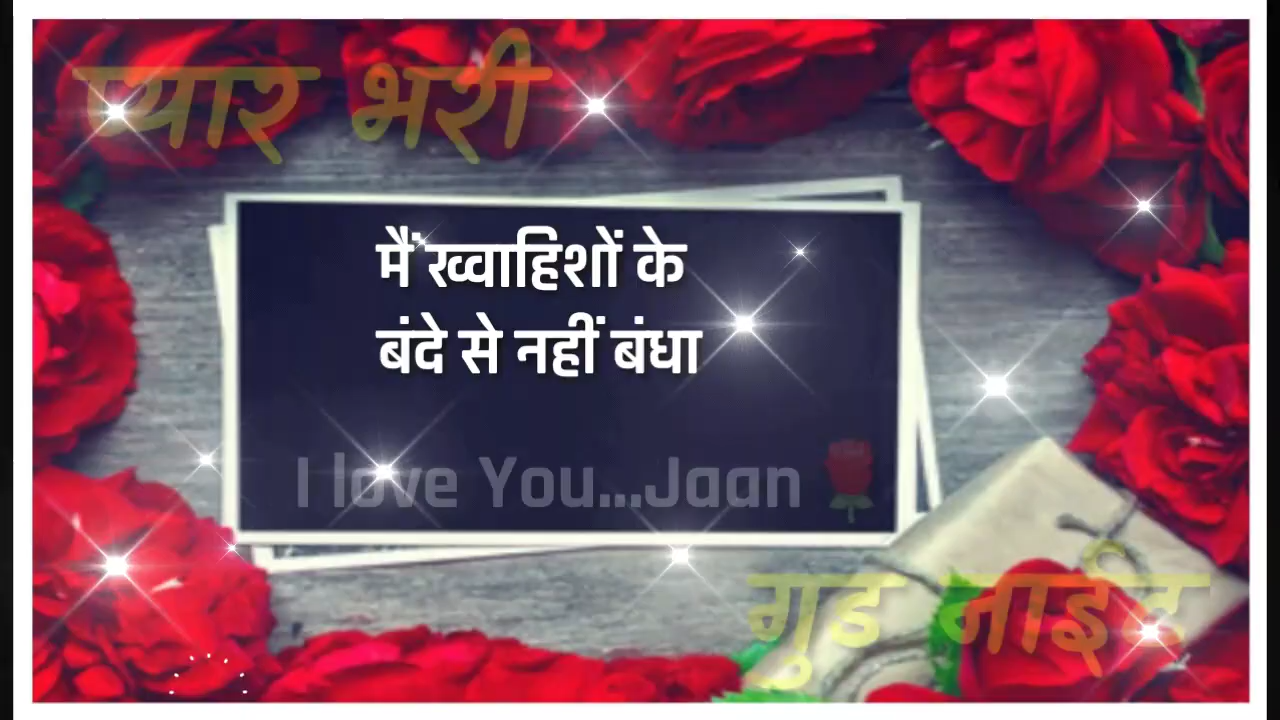 प्यार भरी
मैं ख्वाहिशों के
बंदे से नहीं बंधा
I love You...Jaan
गुड नाईट